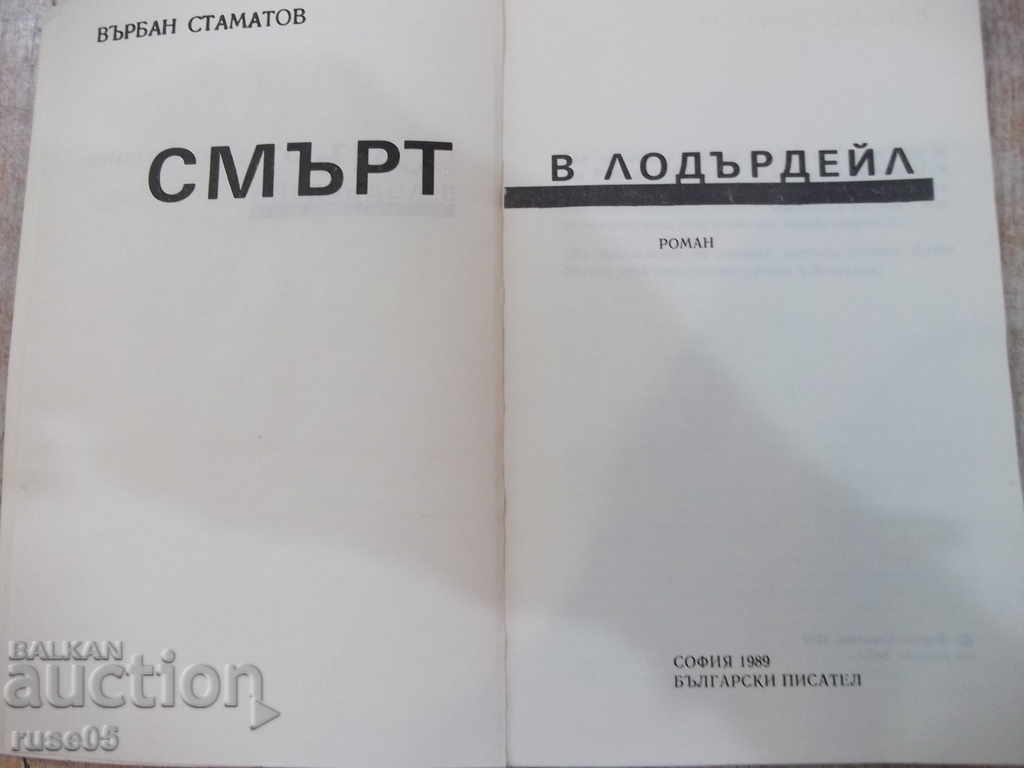 ВЪРБАН СТАМАТОВ
СМЪРТ В ЛОДЪРДЕЙЛ
РОМАН
СОФИЯ 1989
БЪЛГАРСКИ ПИСАТЕЛ
BALKAN
auction
ruse05